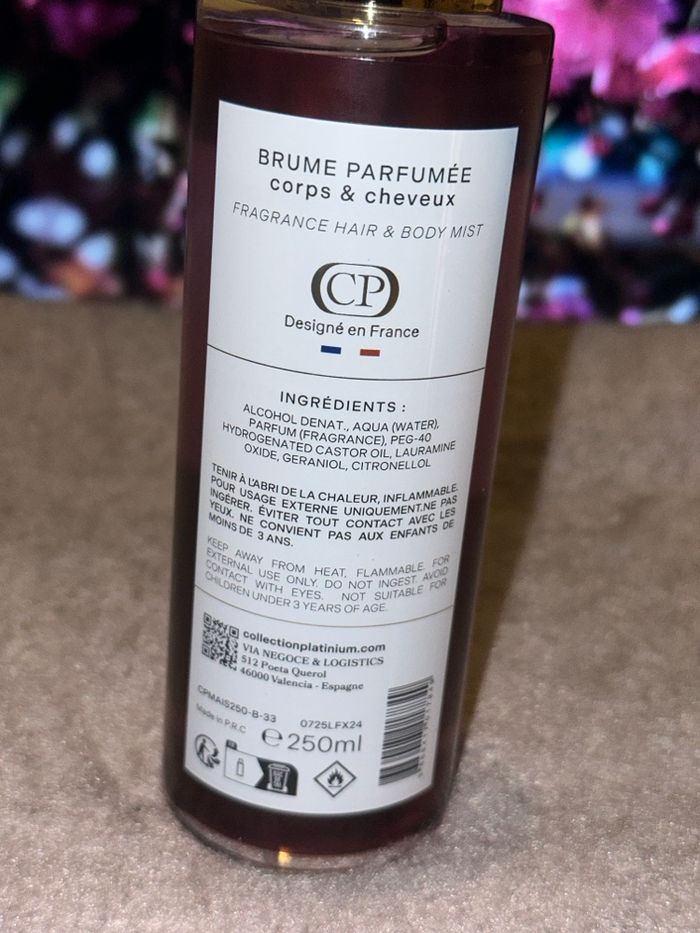 BRUME PARFUMÉE
corps & cheveux
FRAGRANCE HAIR & BODY MIST
CP
Designé en France
INGRÉDIENTS :
ALCOHOL DENAT., AQUA (WATER),
PARFUM (FRAGRANCE), PEG-40
HYDROGENATED CASTOR OIL, LAURAMINE
OXIDE, GERANIOL, CITRONELLOL
TENIR À L'ABRI DE LA CHALEUR, INFLAMMABLE.
POUR USAGE EXTERNE UNIQUEMENT.NE PAS
INGÉRER. ÉVITER TOUT CONTACT AVEC LES
YEUX. NE CONVIENT PAS AUX ENFANTS DE
MOINS DE 3 ANS.
KEEP AWAY FROM HEAT, FLAMMABLE. FOR
EXTERNAL USE ONLY. DO NOT INGEST. AVOID
CONTACT WITH EYES. NOT SUITABLE FOR
CHILDREN UNDER 3 YEARS OF AGE.
collectionplatinium.com
VIA NEGOCE & LOGISTICS
512 Poeta Querol
46000 Valencia - Espagne
CPMAIS250-B-33
0725LFX24
Made in P.R.C
℮250ml